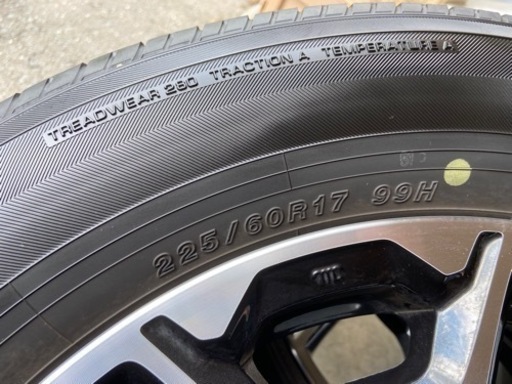 TREADWEAR 260 TRACTION A TEMPERATURE A
225/60R17 99H